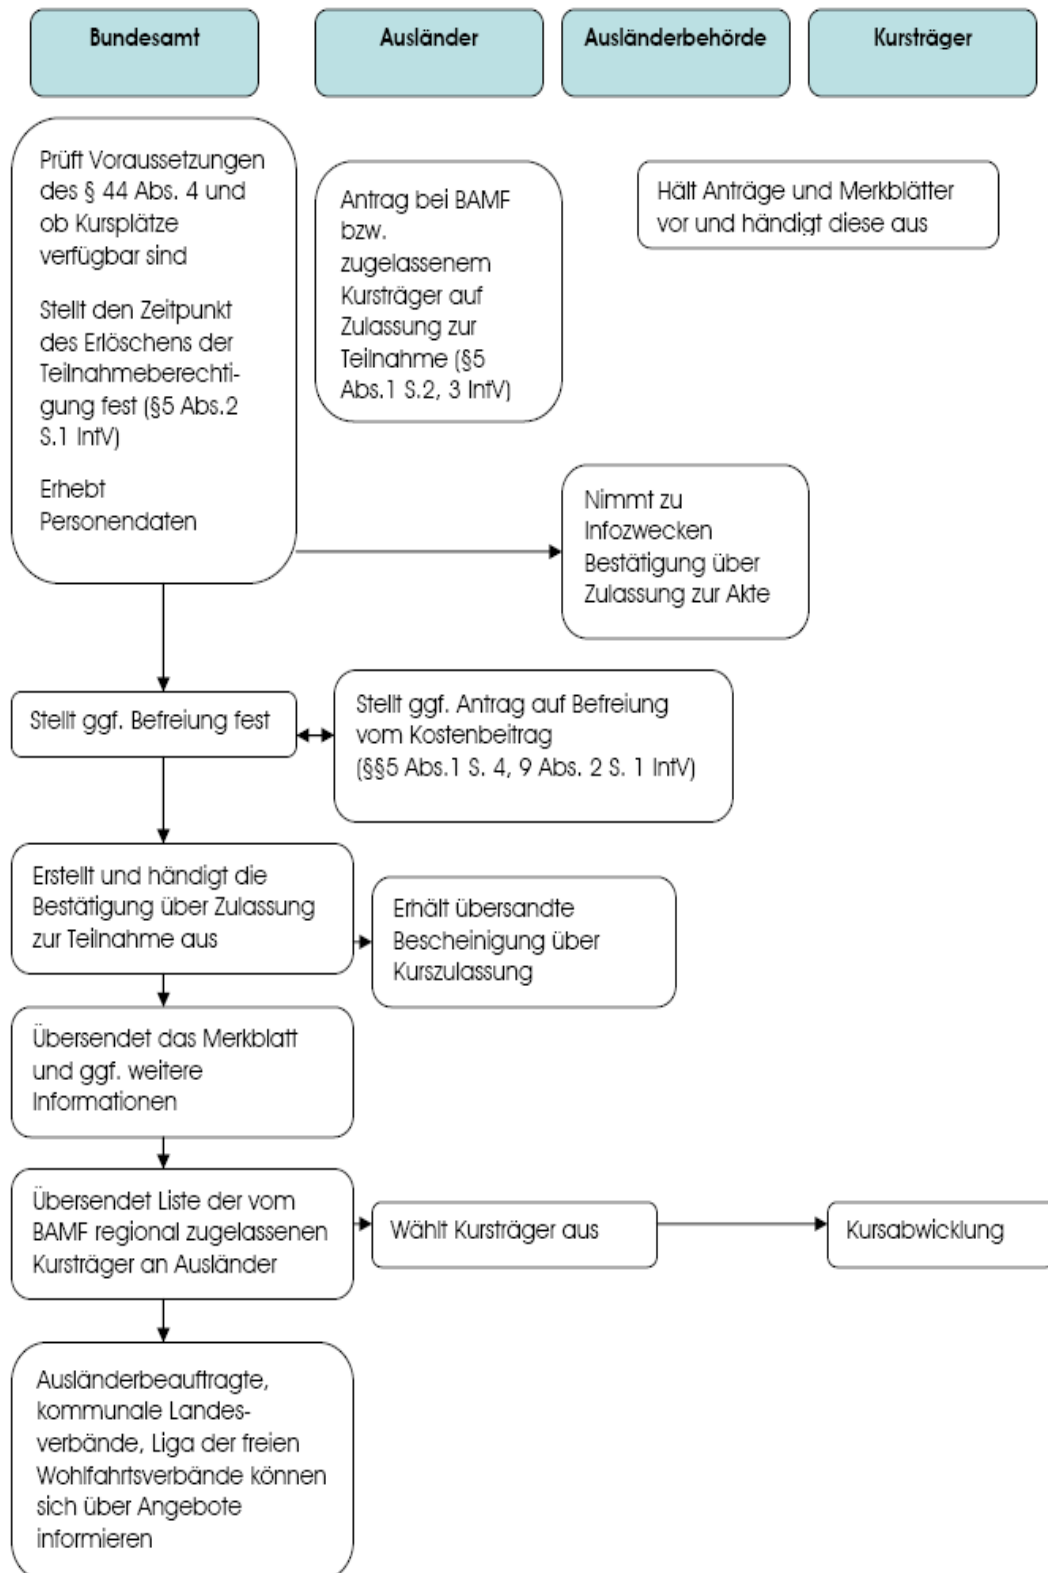 Bundesamt
Ausländer
Ausländerbehörde
Kursträger
Prüft Voraussetzungen
des § 44 Abs. 4 und
ob Kursplätze
verfügbar sind
Stellt den Zeitpunkt
des Erlöschens der
Teilnahmeberechti-
gung fest (§5 Abs.2
S.1 IntV)
Erhebt
Personendaten
Antrag bei BAMF
bzw.
zugelassenem
Kursträger auf
Zulassung zur
Teilnahme (§5
Abs.1 S.2, 3 IntV)
Hält Anträge und Merkblätter
vor und händigt diese aus
Nimmt zu
Infozwecken
Bestätigung über
Zulassung zur Akte
Stellt ggf. Befreiung fest
Stellt ggf. Antrag auf Befreiung
vom Kostenbeitrag
(§§5 Abs.1 S. 4, 9 Abs. 2 S. 1 IntV)
Erstellt und händigt die
Bestätigung über Zulassung
zur Teilnahme aus
Erhält übersandte
Bescheinigung über
Kurszulassung
Übersendet das Merkblatt
und ggf. weitere
Informationen
Übersendet Liste der vom
BAMF regional zugelassenen
Kursträger an Ausländer
Wählt Kursträger aus
Kursabwicklung
Ausländerbeauftragte,
kommunale Landes-
verbände, Liga der freien
Wohlfahrtsverbände können
sich über Angebote
informieren